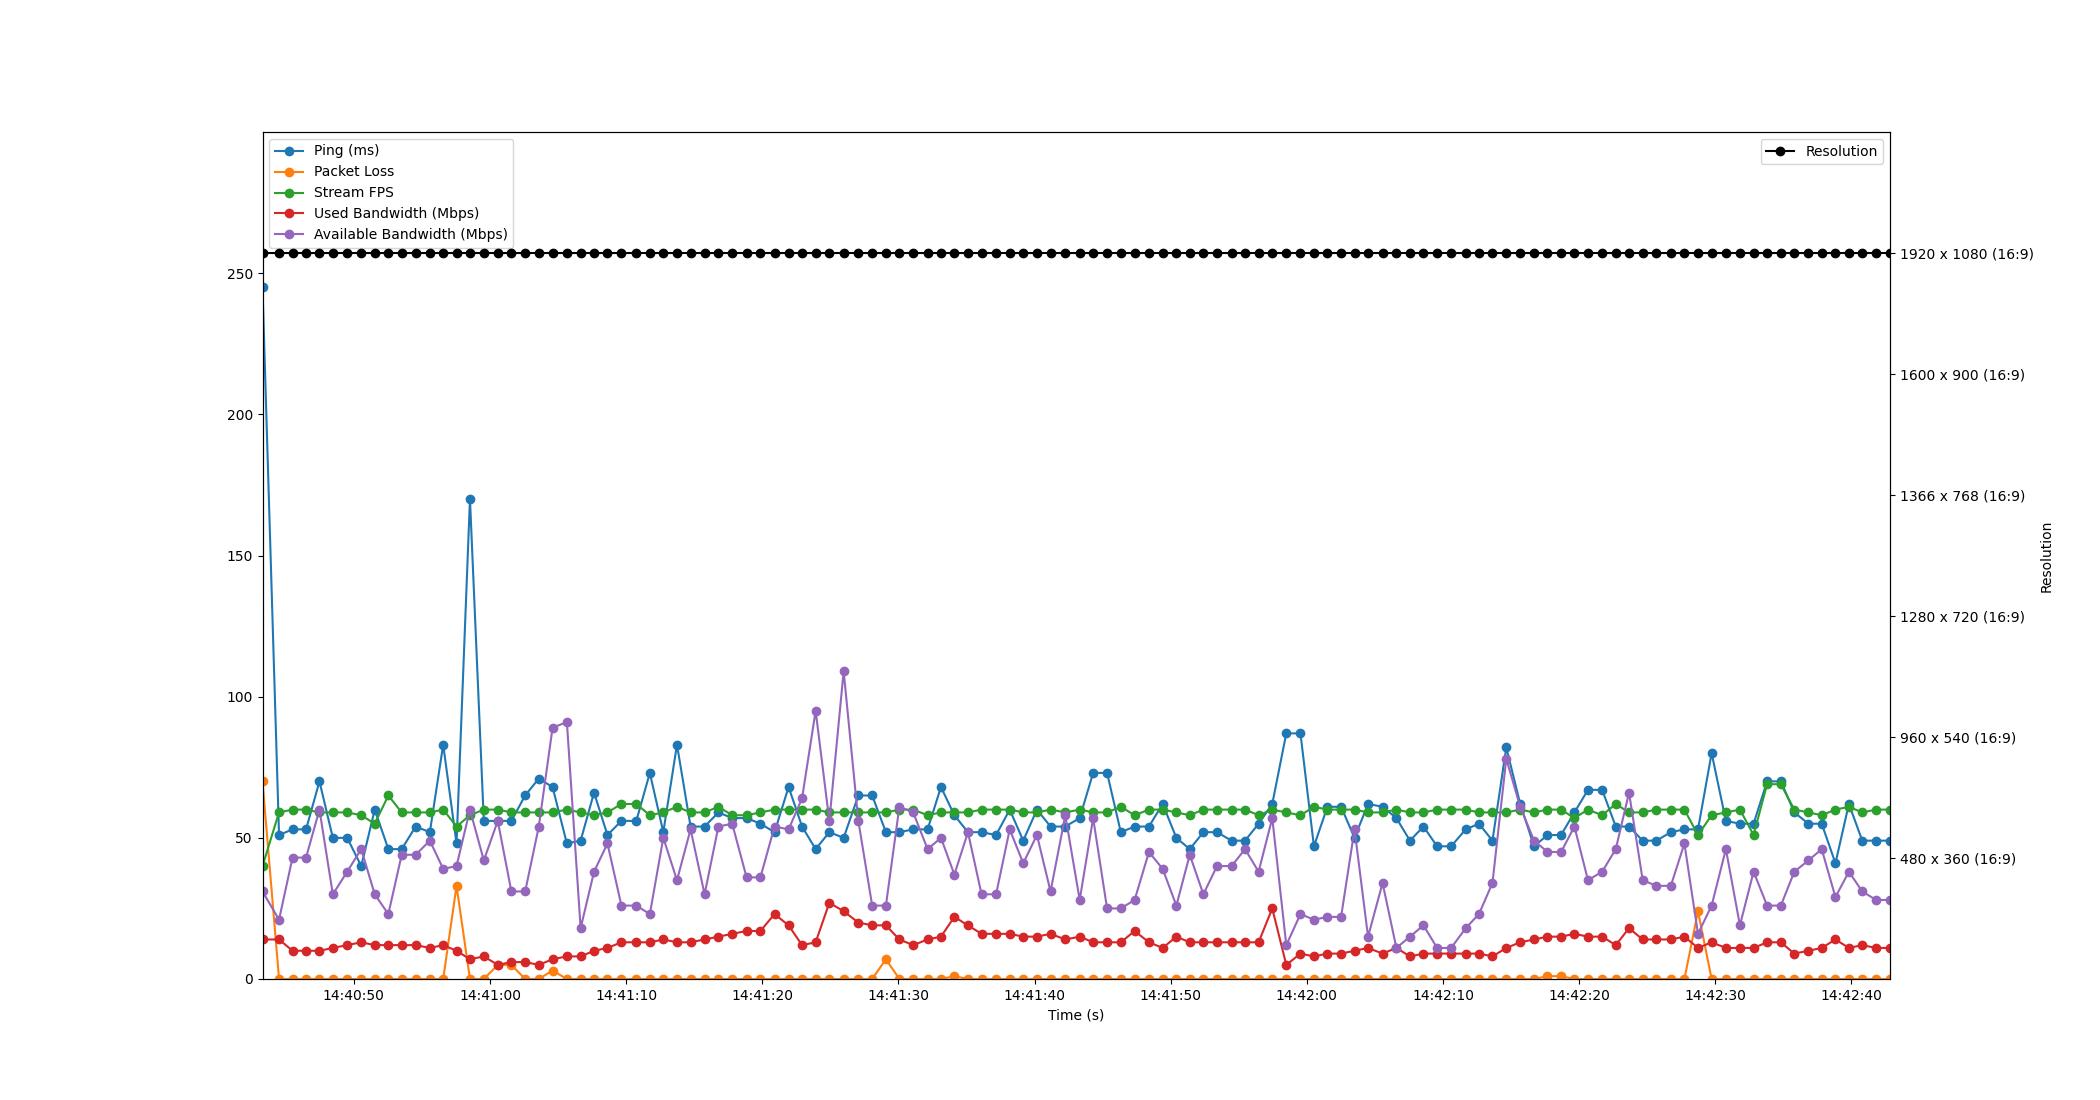 Ping (ms)
Packet Loss
Stream FPS
Used Bandwidth (Mbps)
Available Bandwidth (Mbps)
Resolution
250
200
150
100
50
0
1920 x 1080 (16:9)
1600 x 900 (16:9)
1366 x 768 (16:9)
1280 x 720 (16:9)
960 x 540 (16:9)
480 x 360 (16:9)
Resolution
14:40:50 14:41:00 14:41:10 14:41:20 14:41:30 14:41:40 14:41:50 14:42:00 14:42:10 14:42:20 14:42:30 14:42:40
Time (s)